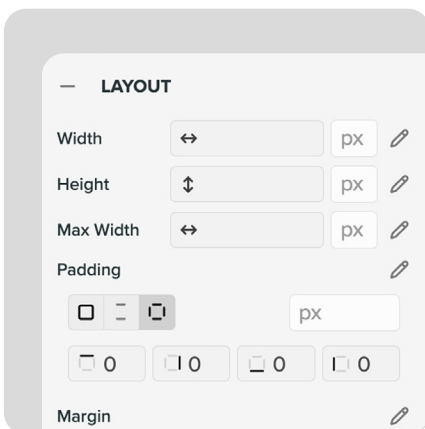 LAYOUT
Width px
Height px
Max Width px
Padding
px
0 0 0 0
Margin